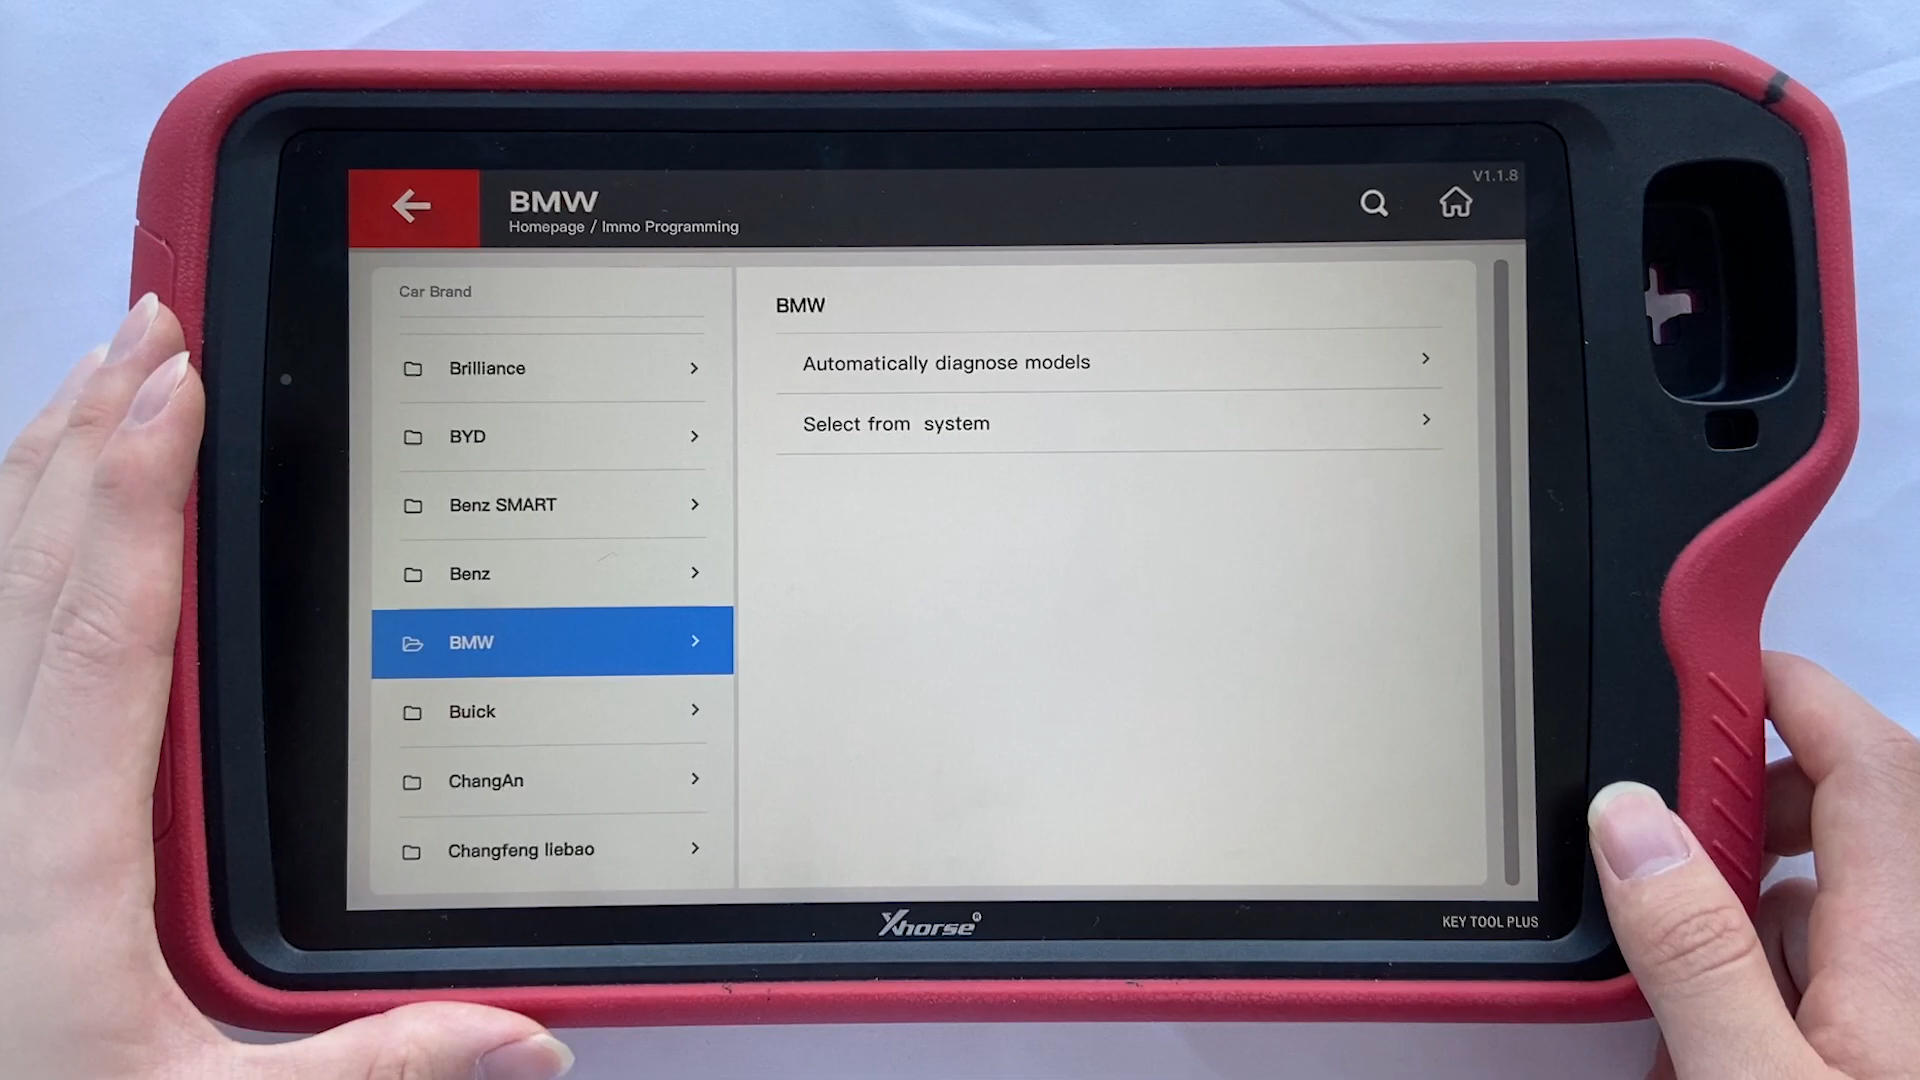 V1.1.8
BMW
Homepage / Immo Programming
Car Brand
Brilliance
BYD
Benz SMART
Benz
BMW
Buick
ChangAn
Changfeng liebao
BMW
Automatically diagnose models
Select from system
Xhorse®
KEY TOOL PLUS